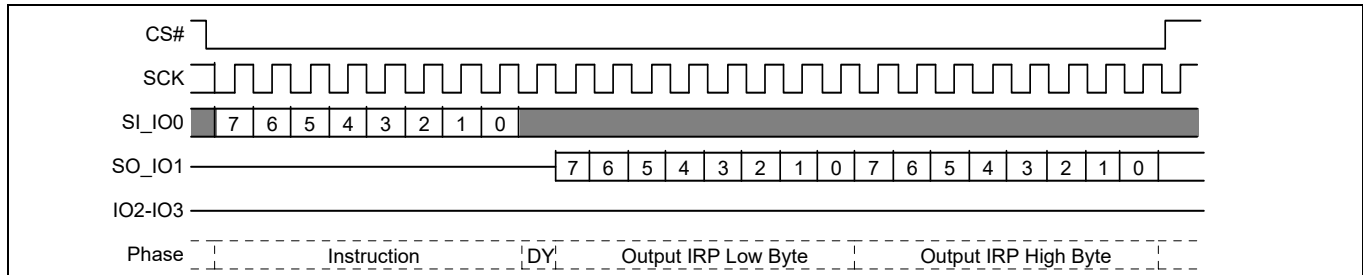 CS#
SCK
SI_IO0 7 6 5 4 3 2 1 0
SO_IO1 7 6 5 4 3 2 1 0 7 6 5 4 3 2 1 0
IO2-IO3
Phase Instruction DY Output IRP Low Byte Output IRP High Byte